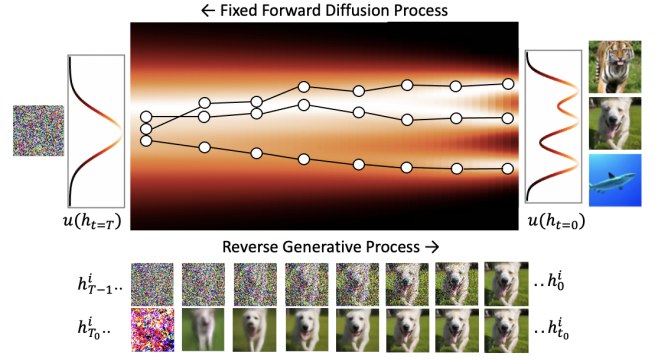 ← Fixed Forward Diffusion Process
u(h_{t=T})
u(h_{t=0})
Reverse Generative Process →
h^i_{T−1}‥ ‥h^i_0
h^i_{T_0}‥ ‥h^i_{t_0}